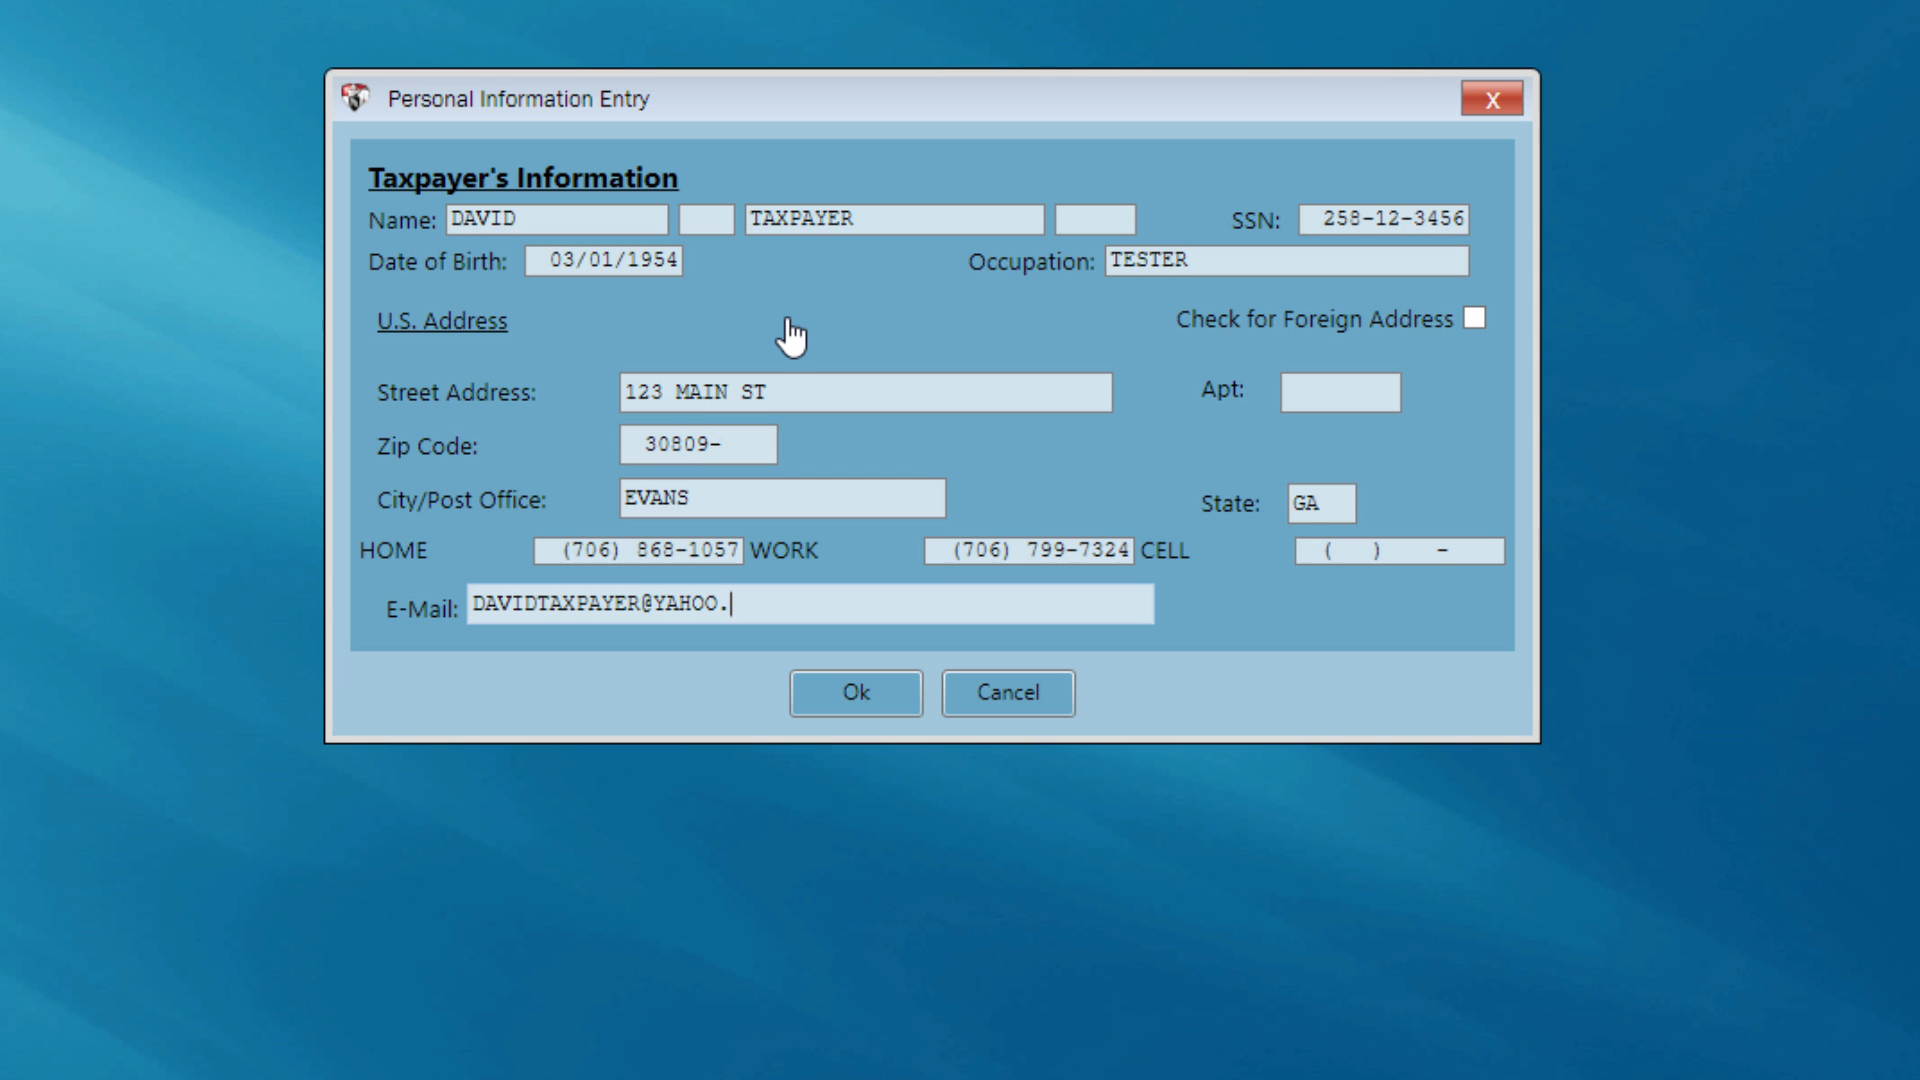 Personal Information Entry X
Taxpayer's Information
Name: DAVID TAXPAYER SSN: 258-12-3456
Date of Birth: 03/01/1954 Occupation: TESTER
U.S. Address Check for Foreign Address
Street Address: 123 MAIN ST Apt:
Zip Code: 30809-
City/Post Office: EVANS State: GA
HOME (706) 868-1057 WORK (706) 799-7324 CELL ( ) -
E-Mail: DAVIDTAXPAYER@YAHOO.
Ok Cancel